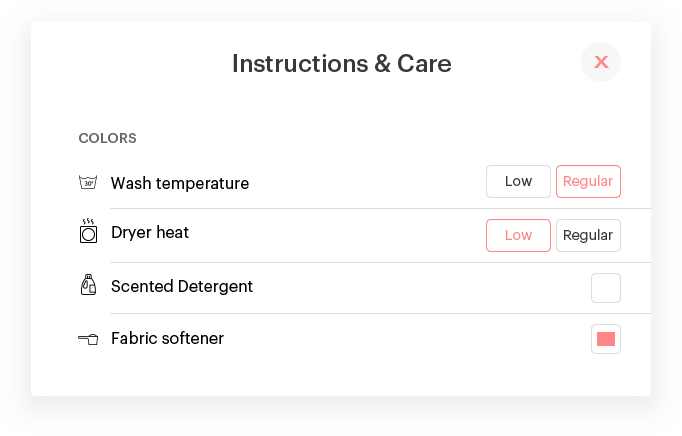 Instructions & Care
X
COLORS
30°
Wash temperature
Low
Regular
Dryer heat
Low
Regular
Scented Detergent
Fabric softener